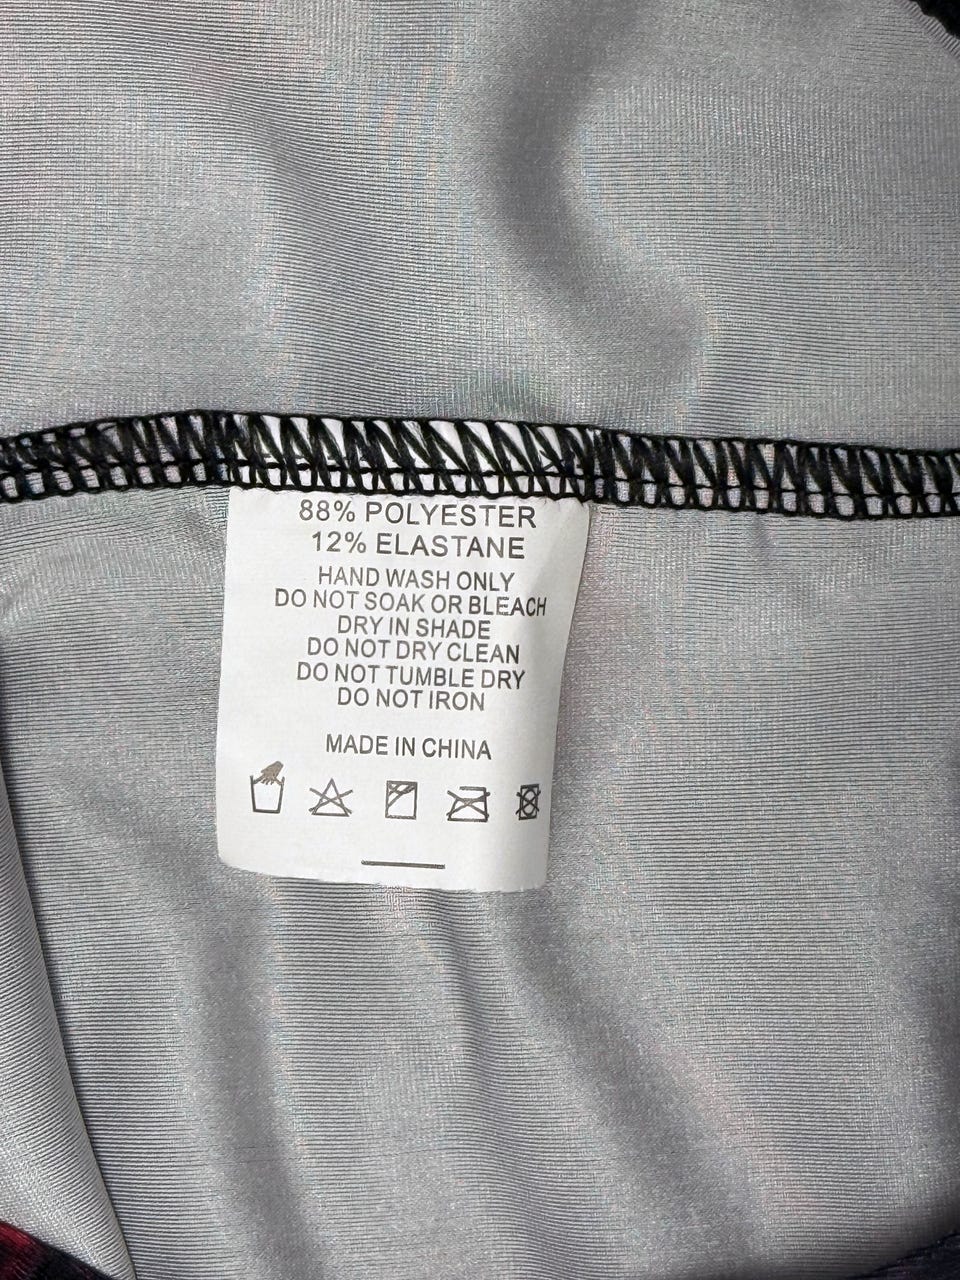 88% POLYESTER
12% ELASTANE
HAND WASH ONLY
DO NOT SOAK OR BLEACH
DRY IN SHADE
DO NOT DRY CLEAN
DO NOT TUMBLE DRY
DO NOT IRON
MADE IN CHINA